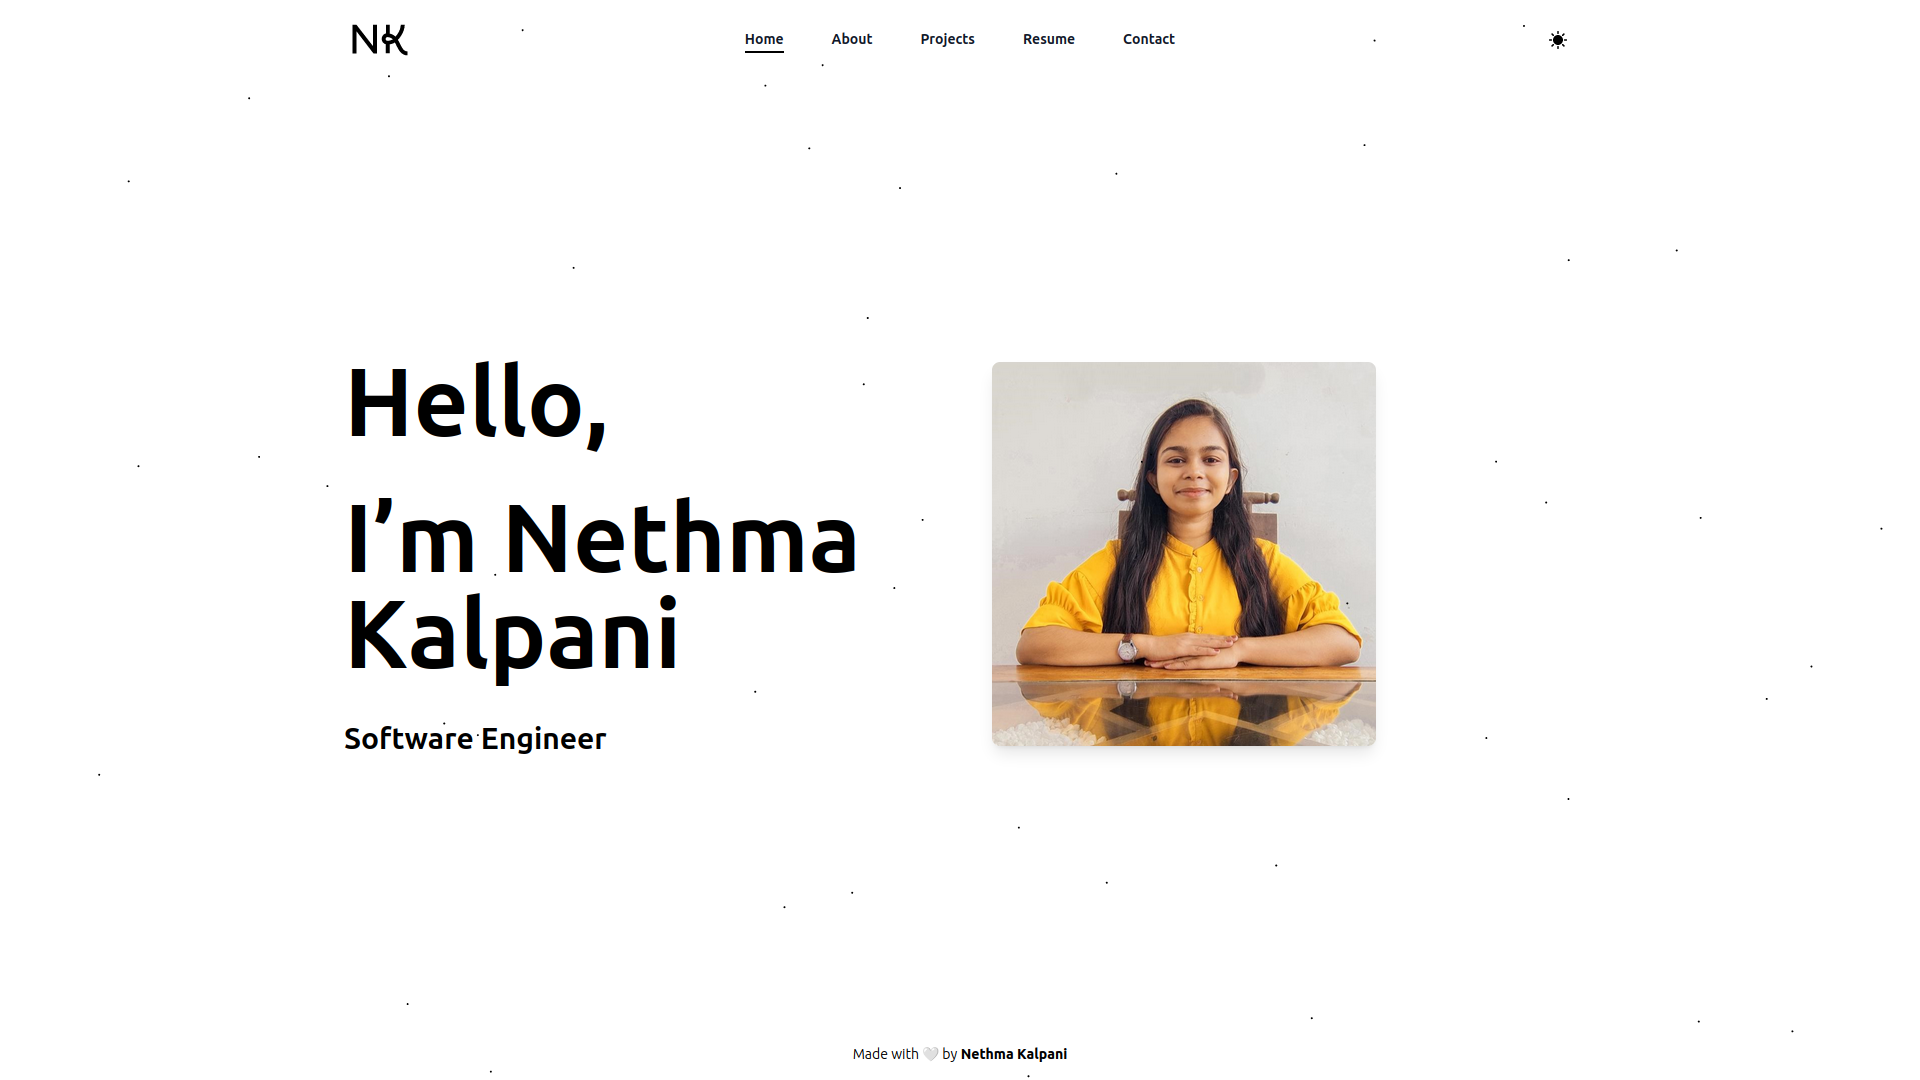 NK
Home About Projects Resume Contact
Hello,
I’m Nethma
Kalpani
Software Engineer
Made with 🤍 by Nethma Kalpani